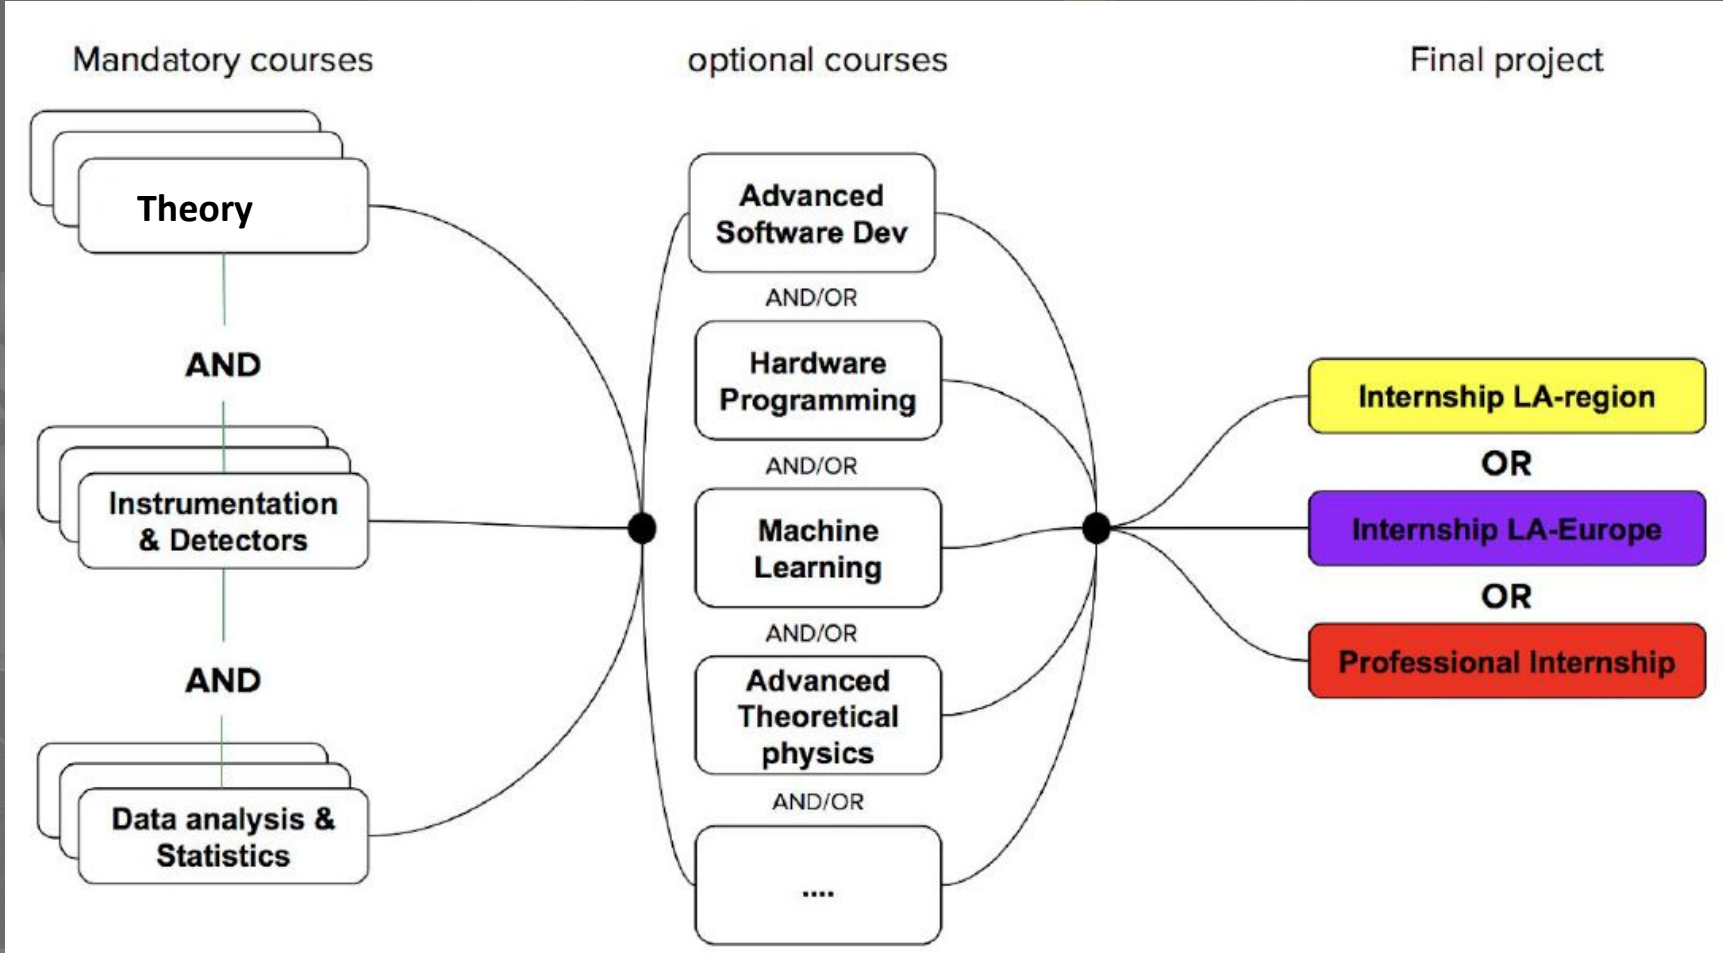 Mandatory courses
Theory
AND
Instrumentation
& Detectors
AND
Data analysis &
Statistics
optional courses
Advanced
Software Dev
AND/OR
Hardware
Programming
AND/OR
Machine
Learning
AND/OR
Advanced
Theoretical
physics
AND/OR
....
Final project
Internship LA-region
OR
Internship LA-Europe
OR
Professional Internship